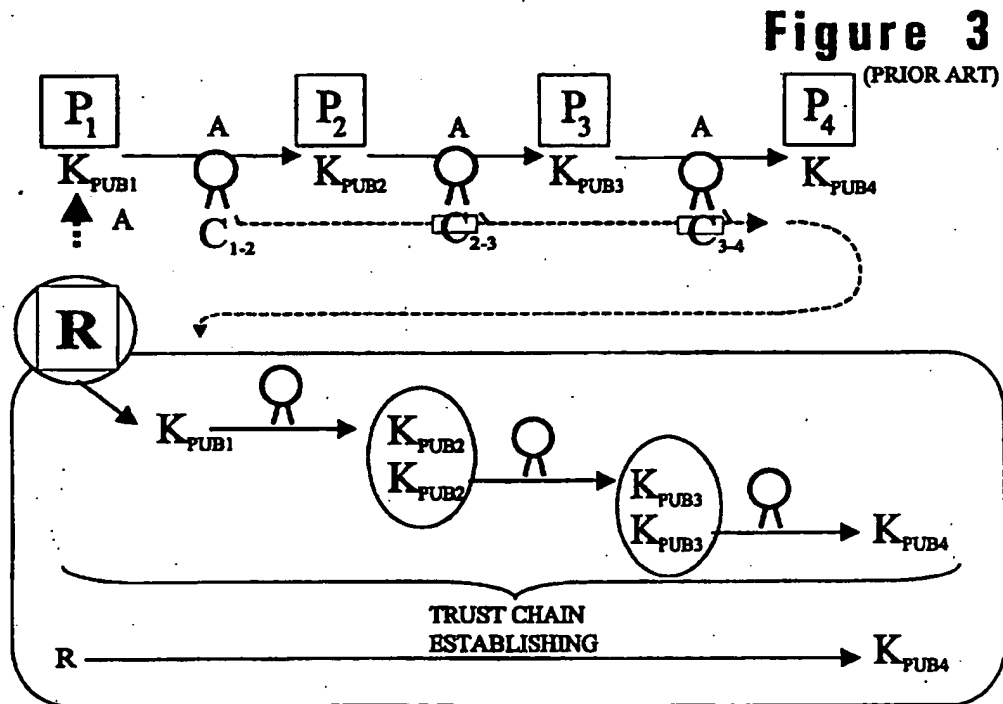 Figure 3
(PRIOR ART)
P1 P2 P3 P4
A A A
KPUB1 KPUB2 KPUB3 KPUB4
A
C1-2 C2-3 C3-4
R
KPUB1 KPUB2
KPUB2 KPUB3
KPUB3 KPUB4
TRUST CHAIN
ESTABLISHING
R KPUB4